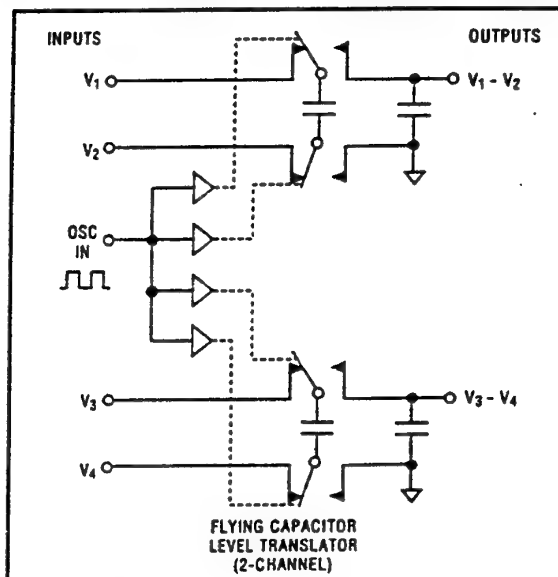 INPUTS
OUTPUTS
V1
V1 - V2
V2
OSC
IN
V3
V3 - V4
V4
FLYING CAPACITOR
LEVEL TRANSLATOR
(2-CHANNEL)